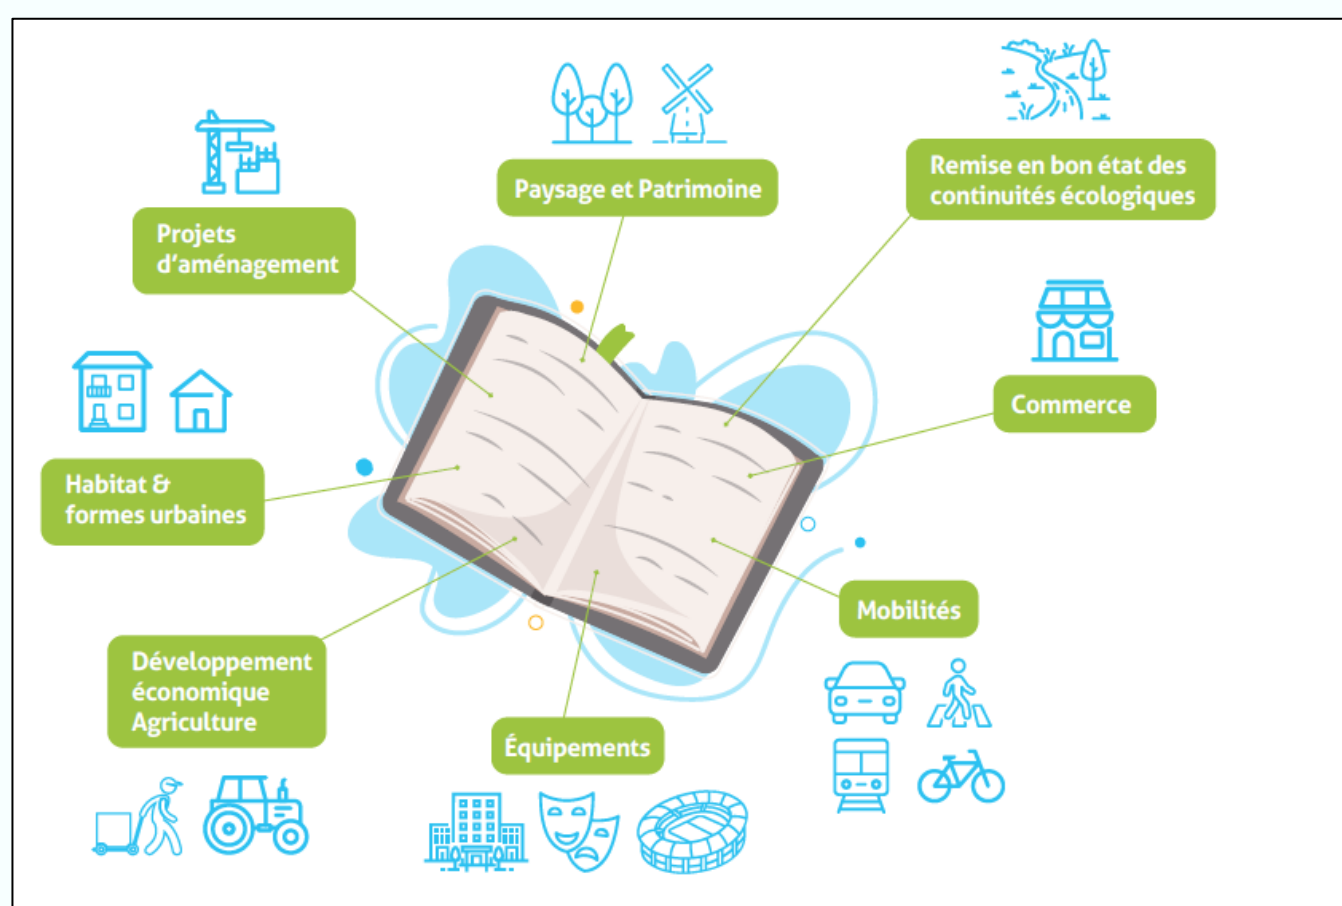 Paysage et Patrimoine
Remise en bon état des
continuités écologiques
Projets
d'aménagement
Commerce
Habitat &
formes urbaines
Mobilités
Développement
économique
Agriculture
Équipements